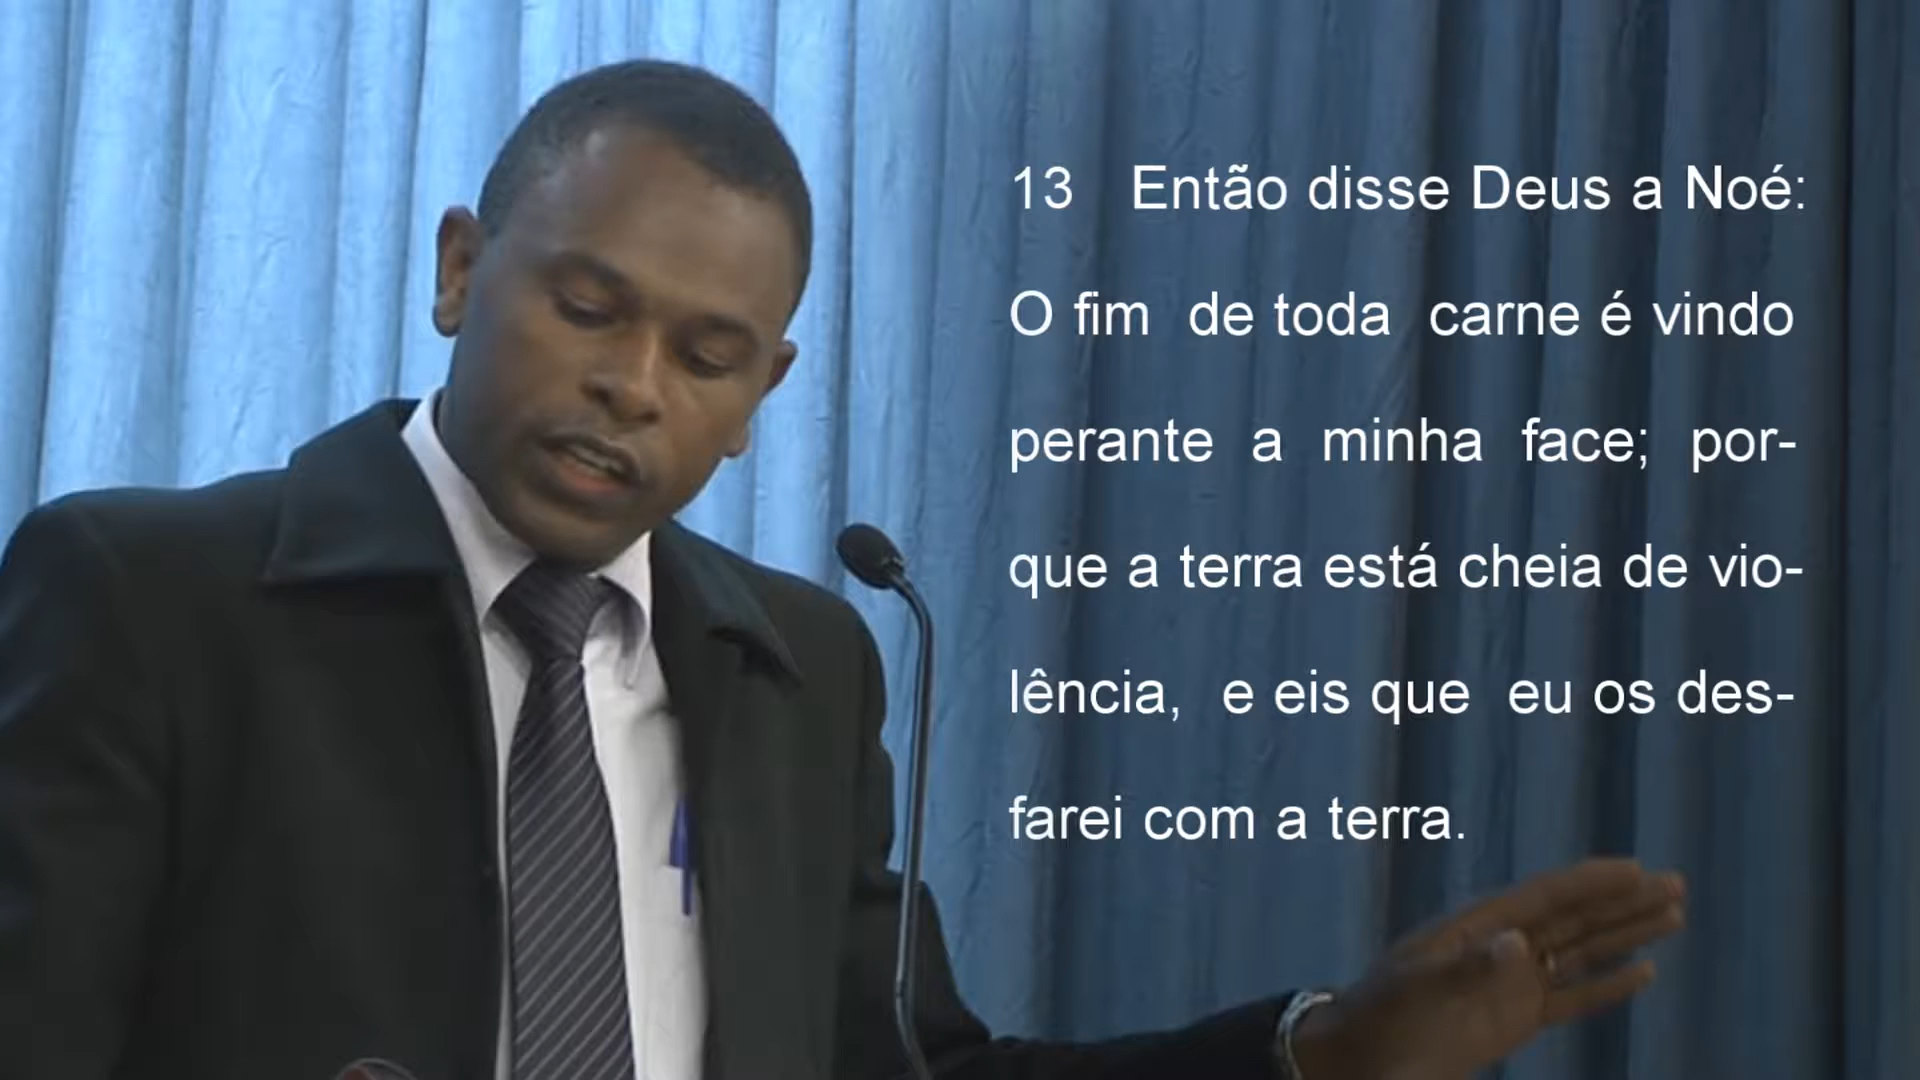 13 Então disse Deus a Noé:
O fim de toda carne é vindo
perante a minha face; por-
que a terra está cheia de vio-
lência, e eis que eu os des-
farei com a terra.